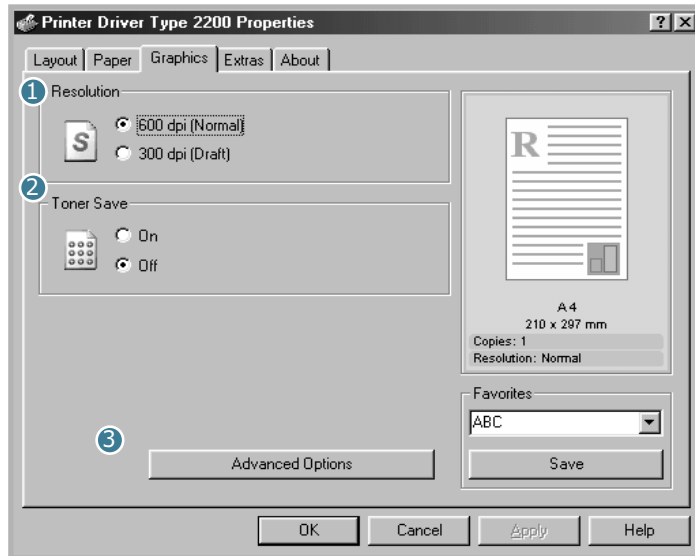 Printer Driver Type 2200 Properties
Layout Paper Graphics Extras About
1 Resolution
S
600 dpi (Normal)
300 dpi (Draft)
2
Toner Save
On
Off
R
A4
210 x 297 mm
Copies: 1
Resolution: Normal
Favorites
ABC
Save
3
Advanced Options
OK Cancel Apply Help